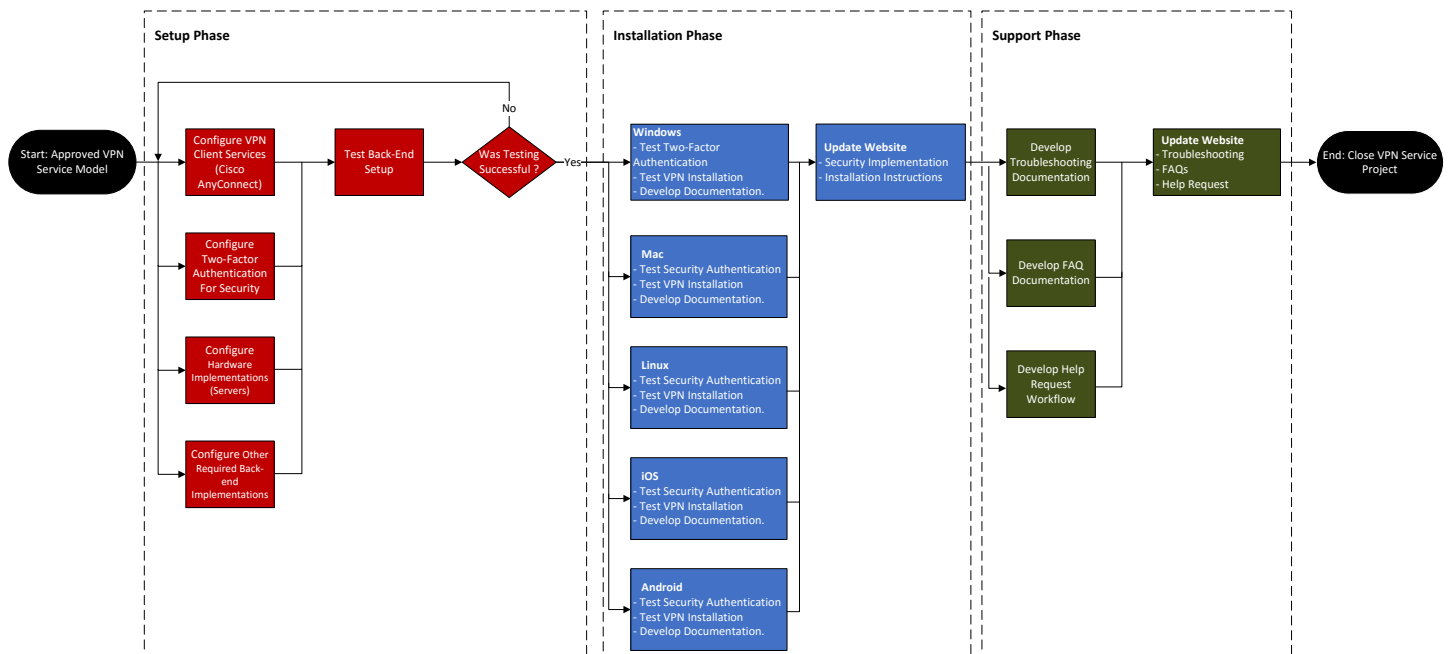 Setup Phase
Installation Phase
Support Phase
Start: Approved VPN
Service Model
Configure VPN
Client Services
(Cisco
AnyConnect)
Configure
Two-Factor
Authentication
For Security
Configure
Hardware
Implementations
(Servers)
Configure Other
Required Back-
end
Implementations
Test Back-End
Setup
No
Was Testing
Successful ?
Yes
Windows
- Test Two-Factor
Authentication
- Test VPN Installation
- Develop Documentation.
Mac
- Test Security Authentication
- Test VPN Installation
- Develop Documentation.
Linux
- Test Security Authentication
- Test VPN Installation
- Develop Documentation.
iOS
- Test Security Authentication
- Test VPN Installation
- Develop Documentation.
Android
- Test Security Authentication
- Test VPN Installation
- Develop Documentation.
Update Website
- Security Implementation
- Installation Instructions
Develop
Troubleshooting
Documentation
Develop FAQ
Documentation
Develop Help
Request
Workflow
Update Website
- Troubleshooting
- FAQs
- Help Request
End: Close VPN Service
Project